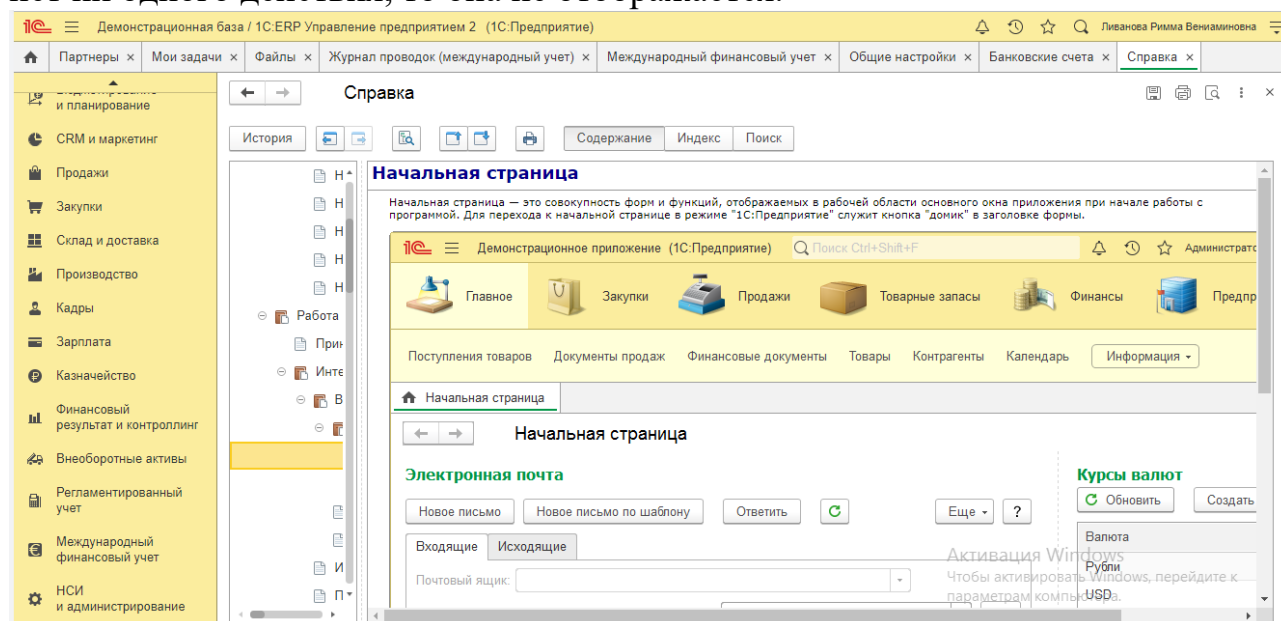 Демонстрационная база / 1С:ERP Управление предприятием 2 (1С:Предприятие) Ливанова Римма Вениаминовна
Партнеры × Мои задачи × Файлы × Журнал проводок (международный учет) × Международный финансовый учет × Общие настройки × Банковские счета × Справка ×
и планирование
CRM и маркетинг
Продажи
Закупки
Склад и доставка
Производство
Кадры
Зарплата
Казначейство
Финансовый
результат и контроллинг
Внеоборотные активы
Регламентированный
учет
Международный
финансовый учет
НСИ
и администрирование
Справка
История Содержание Индекс Поиск
Н
Н
Н
Н
Н
Работа
Прин
Инте
В
И
П
Начальная страница
Начальная страница — это совокупность форм и функций, отображаемых в рабочей области основного окна приложения при начале работы с
программой. Для перехода к начальной странице в режиме "1С:Предприятие" служит кнопка "домик" в заголовке формы.
Демонстрационное приложение (1С:Предприятие) Поиск Ctrl+Shift+F Администратс
Главное Закупки Продажи Товарные запасы Финансы Предпр
Поступления товаров Документы продаж Финансовые документы Товары Контрагенты Календарь Информация
Начальная страница
Начальная страница
Электронная почта Курсы валют
Новое письмо Новое письмо по шаблону Ответить Еще ? Обновить Создать
Входящие Исходящие Валюта
Почтовый ящик: Рубли
USD
Активация Windows
Чтобы активировать Windows, перейдите к
параметрам компьютера.